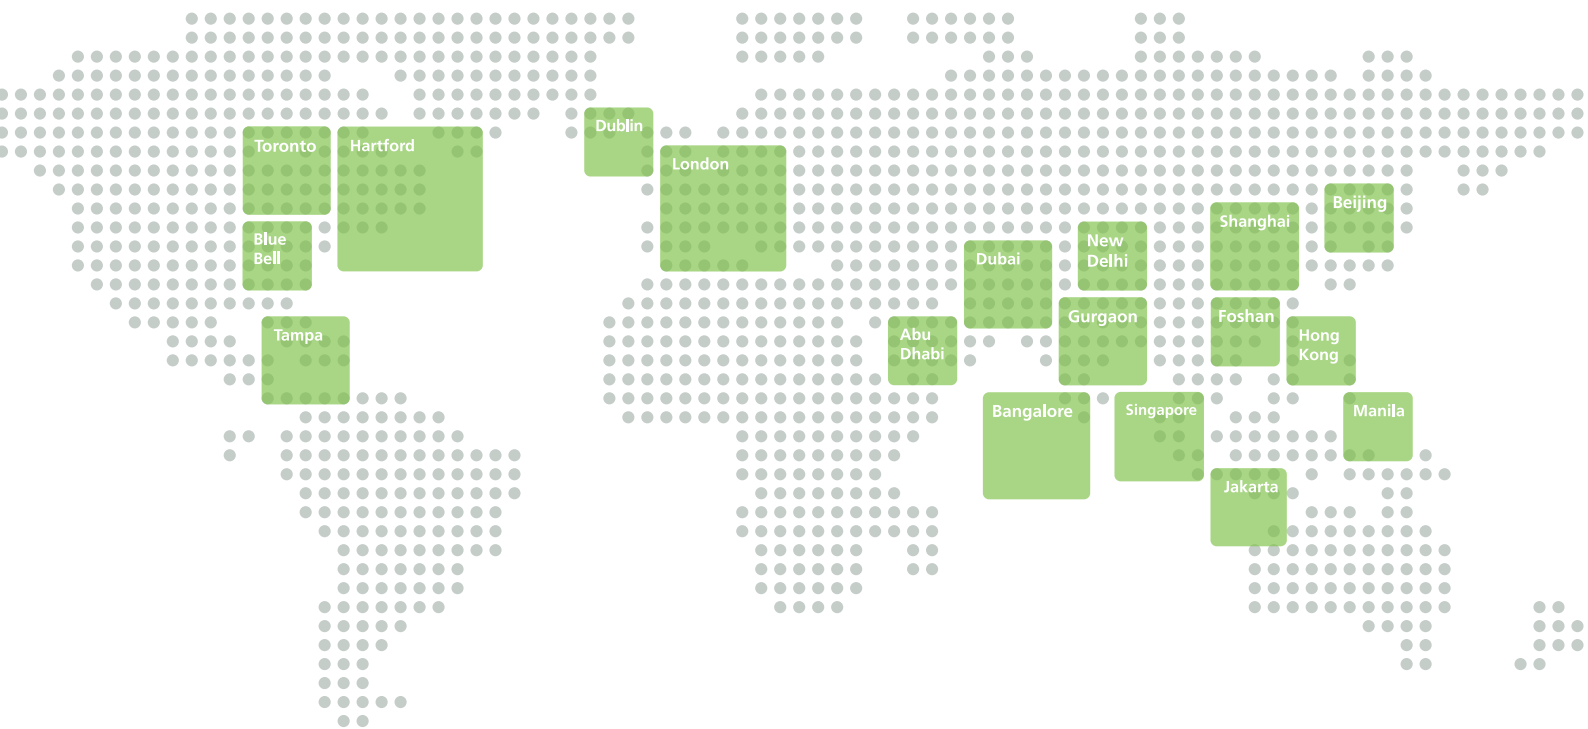 Dublin
Toronto
Hartford
London
Beijing
Shanghai
Blue
Bell
New
Delhi
Dubai
Gurgaon
Foshan
Tampa
Abu
Dhabi
Hong
Kong
Bangalore
Singapore
Manila
Jakarta